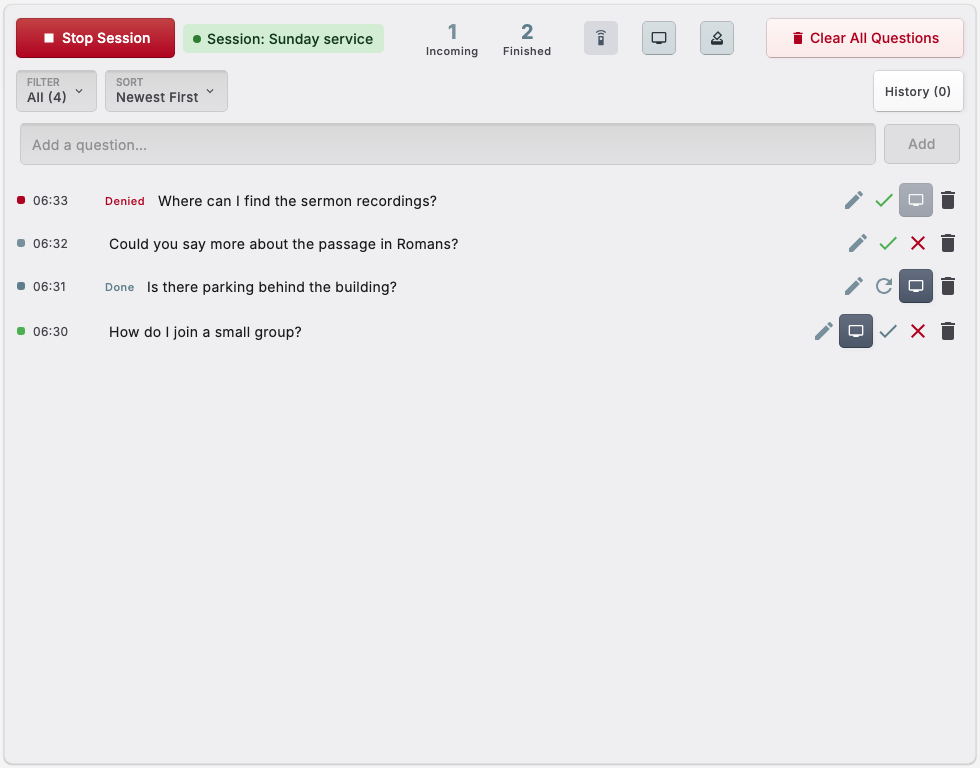 Stop Session
Session: Sunday service
1
Incoming
2
Finished
Clear All Questions
FILTER
All (4)
SORT
Newest First
History (0)
Add a question...
Add
06:33 Denied Where can I find the sermon recordings?
06:32 Could you say more about the passage in Romans?
06:31 Done Is there parking behind the building?
06:30 How do I join a small group?